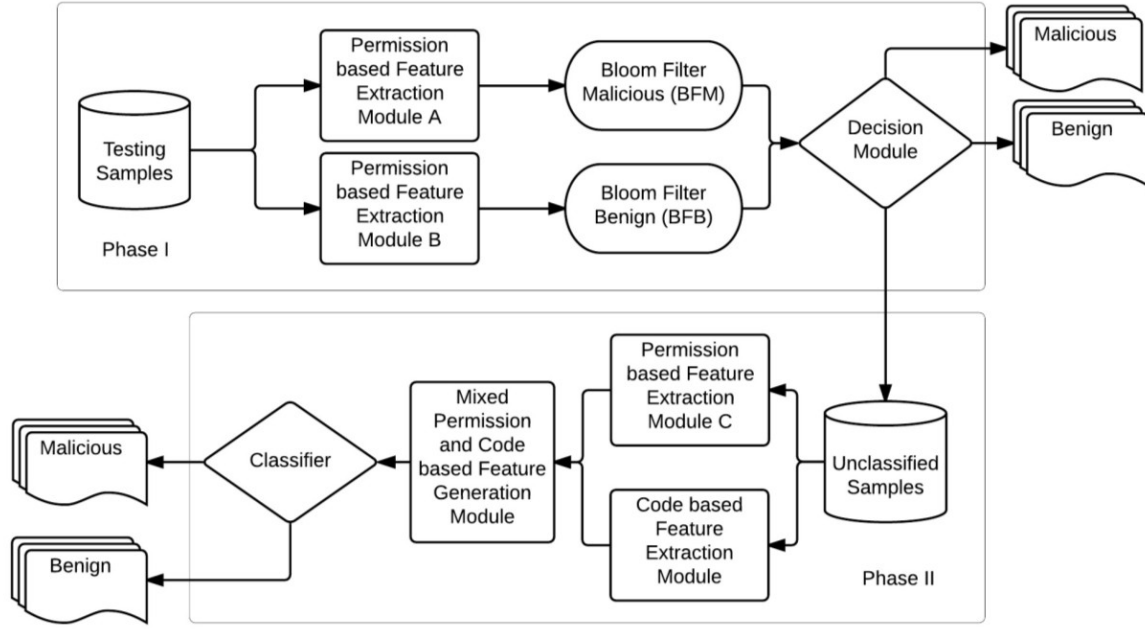 Testing
Samples
Phase I
Permission
based Feature
Extraction
Module A
Permission
based Feature
Extraction
Module B
Bloom Filter
Malicious (BFM)
Bloom Filter
Benign (BFB)
Decision
Module
Malicious
Benign
Unclassified
Samples
Phase II
Permission
based Feature
Extraction
Module C
Code based
Feature
Extraction
Module
Mixed
Permission
and Code
based Feature
Generation
Module
Classifier
Malicious
Benign